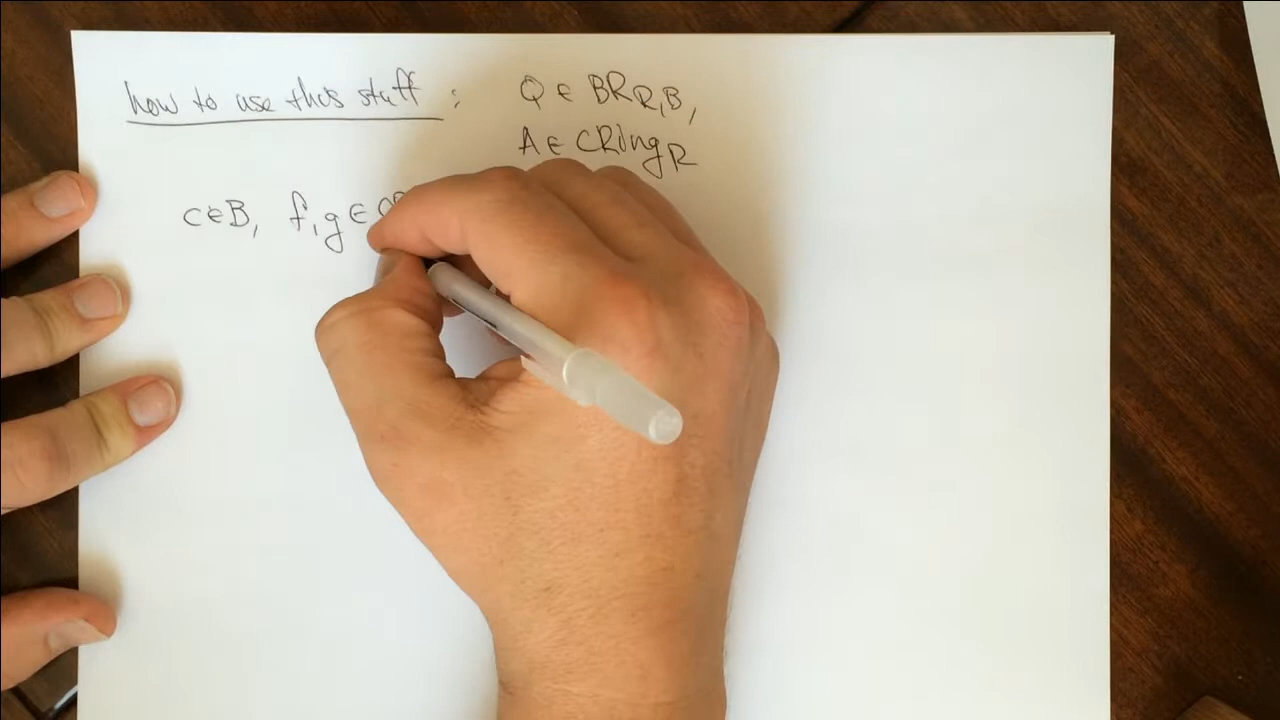 how to use this stuff : Q ∈ BR_{R,B},
A ∈ CRing_R
c∈B, f,g ∈